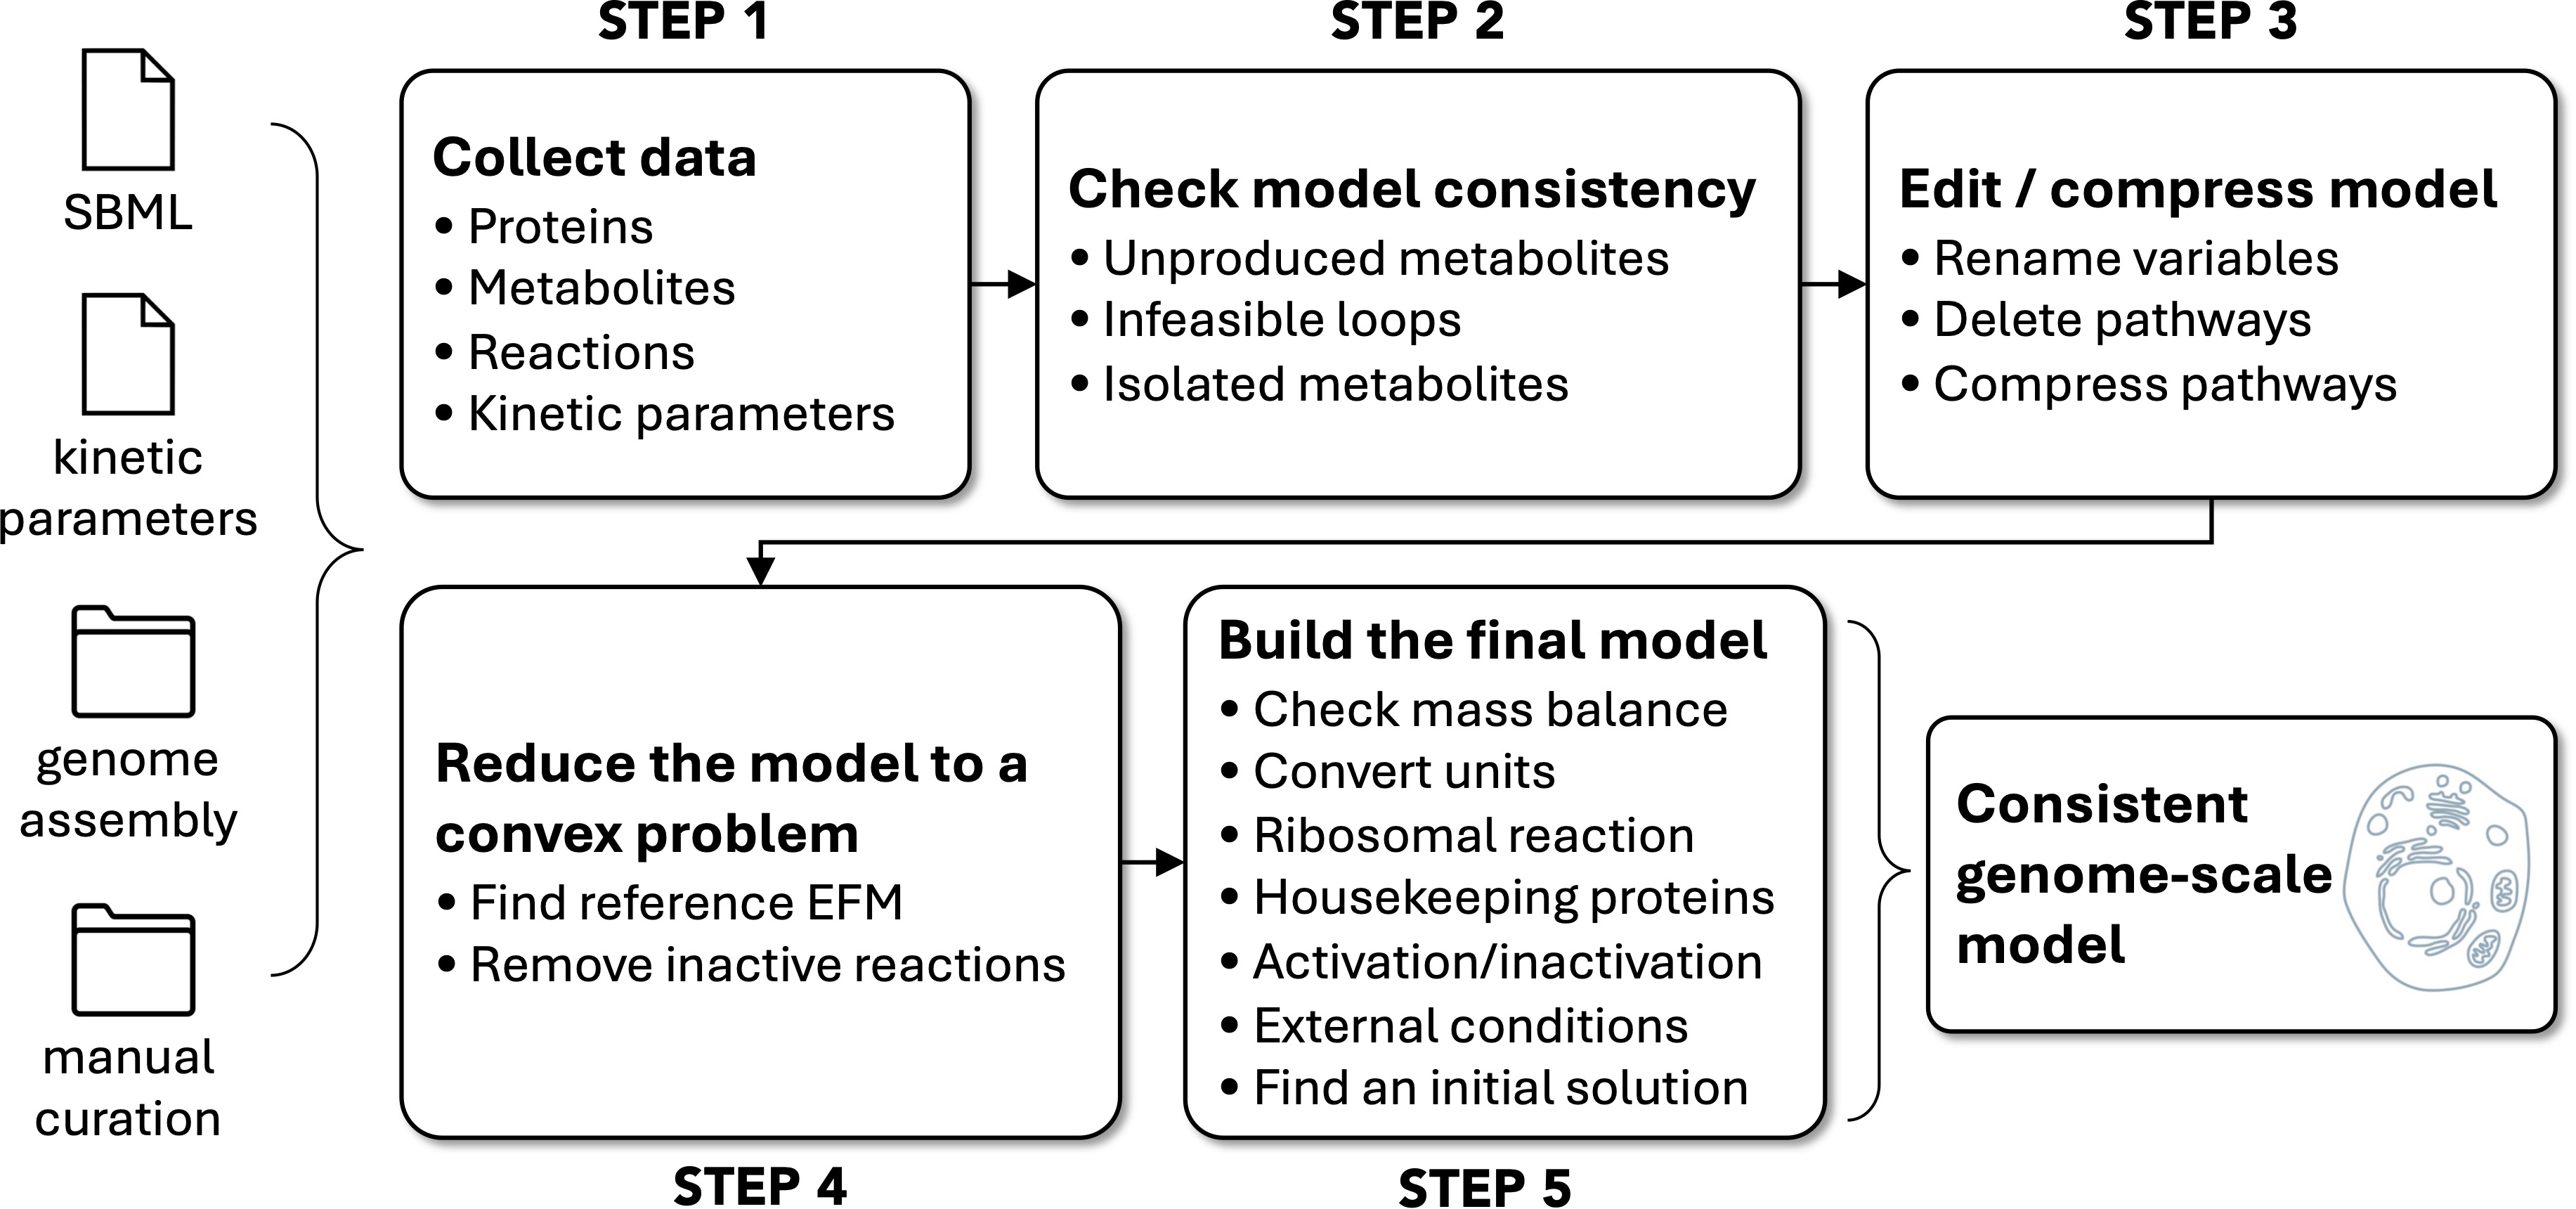 SBML
kinetic
parameters
genome
assembly
manual
curation
STEP 1
Collect data
• Proteins
• Metabolites
• Reactions
• Kinetic parameters
STEP 2
Check model consistency
• Unproduced metabolites
• Infeasible loops
• Isolated metabolites
STEP 3
Edit / compress model
• Rename variables
• Delete pathways
• Compress pathways
Reduce the model to a
convex problem
• Find reference EFM
• Remove inactive reactions
STEP 4
Build the final model
• Check mass balance
• Convert units
• Ribosomal reaction
• Housekeeping proteins
• Activation/inactivation
• External conditions
• Find an initial solution
STEP 5
Consistent
genome-scale
model